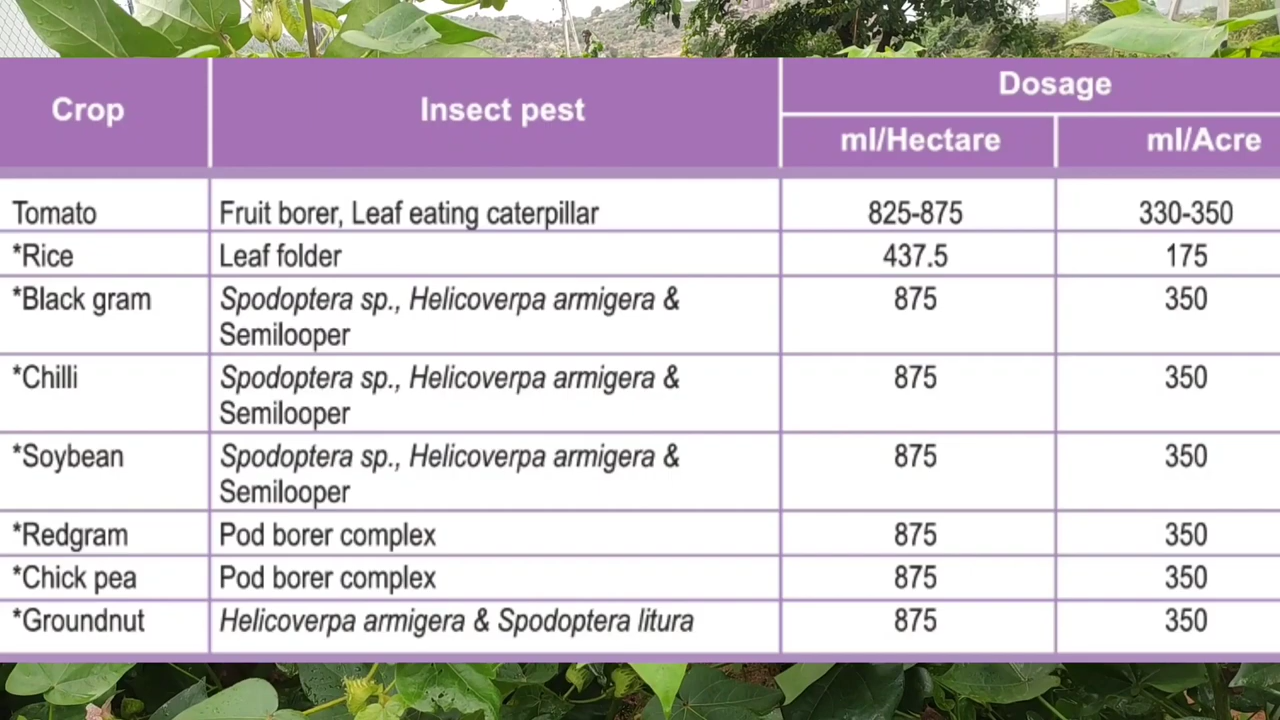 Crop Insect pest Dosage
ml/Hectare ml/Acre
Tomato Fruit borer, Leaf eating caterpillar 825-875 330-350
*Rice Leaf folder 437.5 175
*Black gram Spodoptera sp., Helicoverpa armigera & 875 350
Semilooper
*Chilli Spodoptera sp., Helicoverpa armigera & 875 350
Semilooper
*Soybean Spodoptera sp., Helicoverpa armigera & 875 350
Semilooper
*Redgram Pod borer complex 875 350
*Chick pea Pod borer complex 875 350
*Groundnut Helicoverpa armigera & Spodoptera litura 875 350